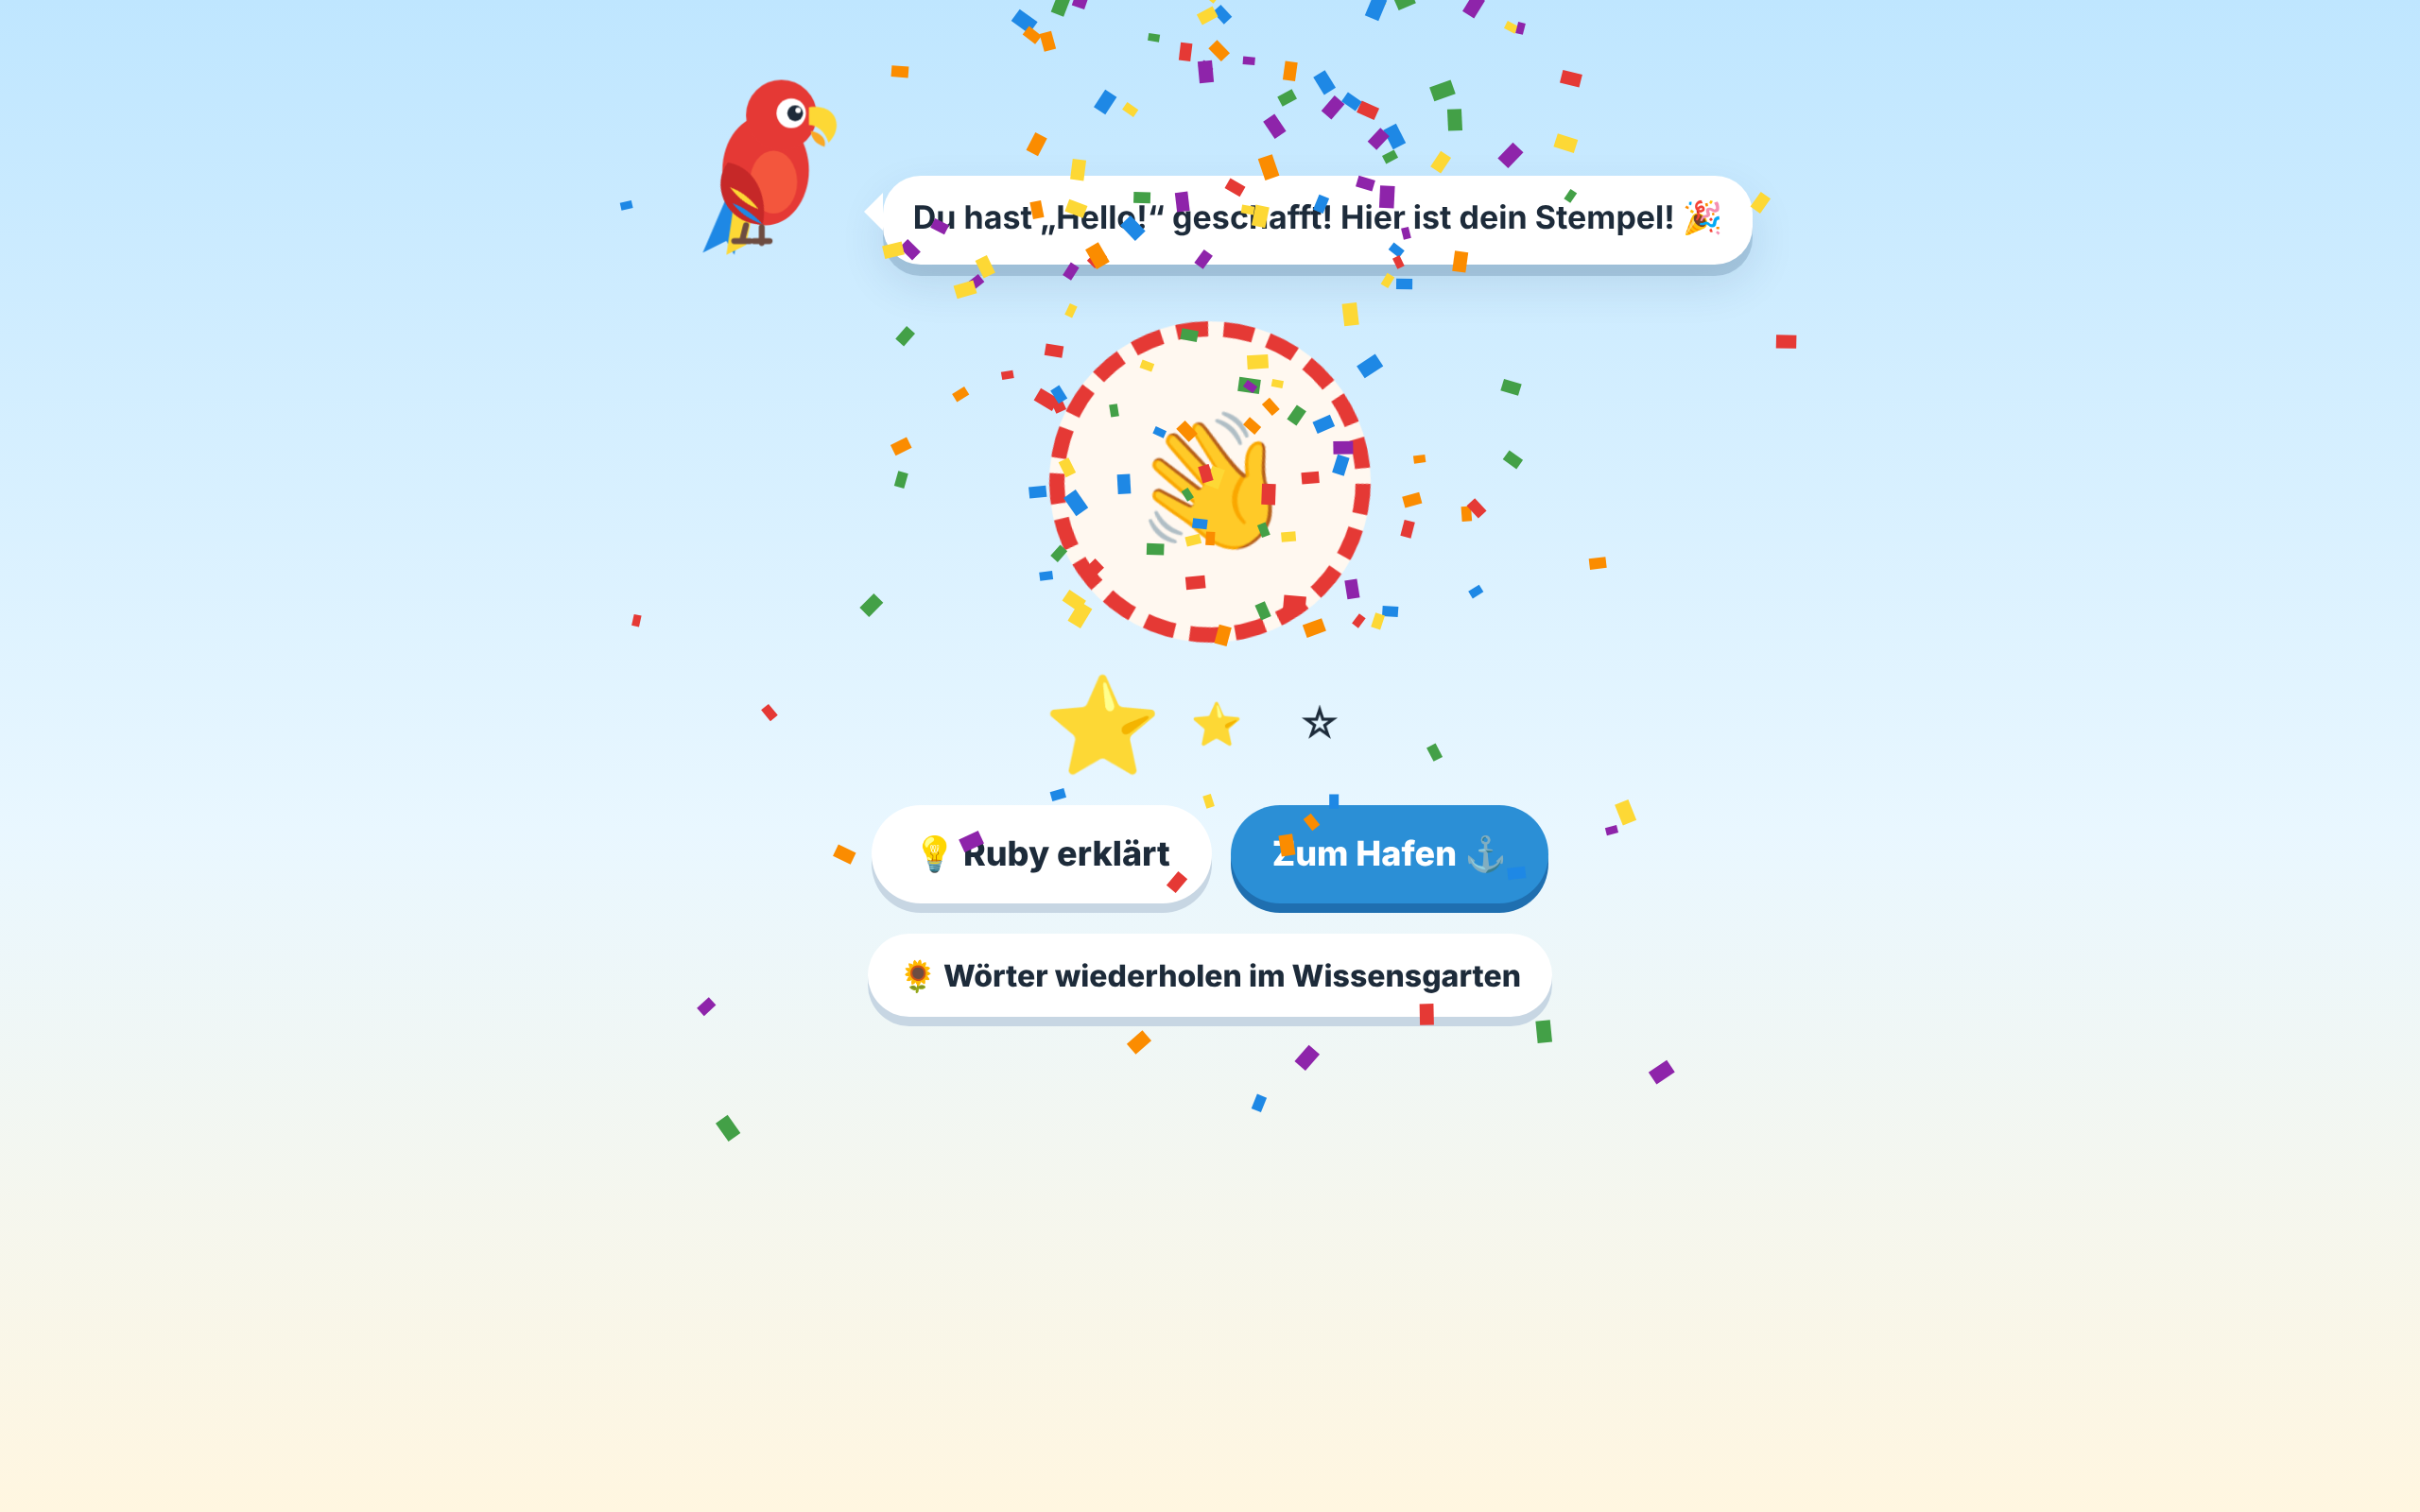 Du hast „Hello!“ geschafft! Hier ist dein Stempel! 🎉
💡 Ruby erklärt
Zum Hafen ⚓
🌻 Wörter wiederholen im Wissensgarten